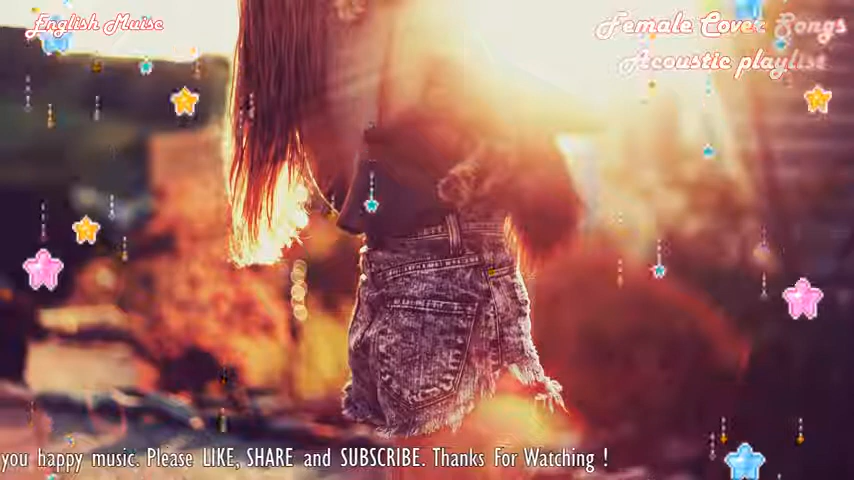 English Muisc
Female Cover Songs
Acoustic playlist
you happy music. Please LIKE, SHARE and SUBSCRIBE. Thanks For Watching !